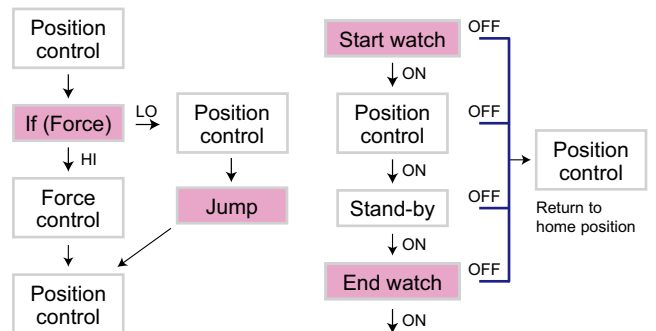 Position
control
If (Force)
LO
Position
control
HI
Force
control
Jump
Position
control
Start watch
OFF
ON
Position
control
OFF
ON
Stand-by
OFF
ON
End watch
OFF
ON
Position
control
Return to
home position